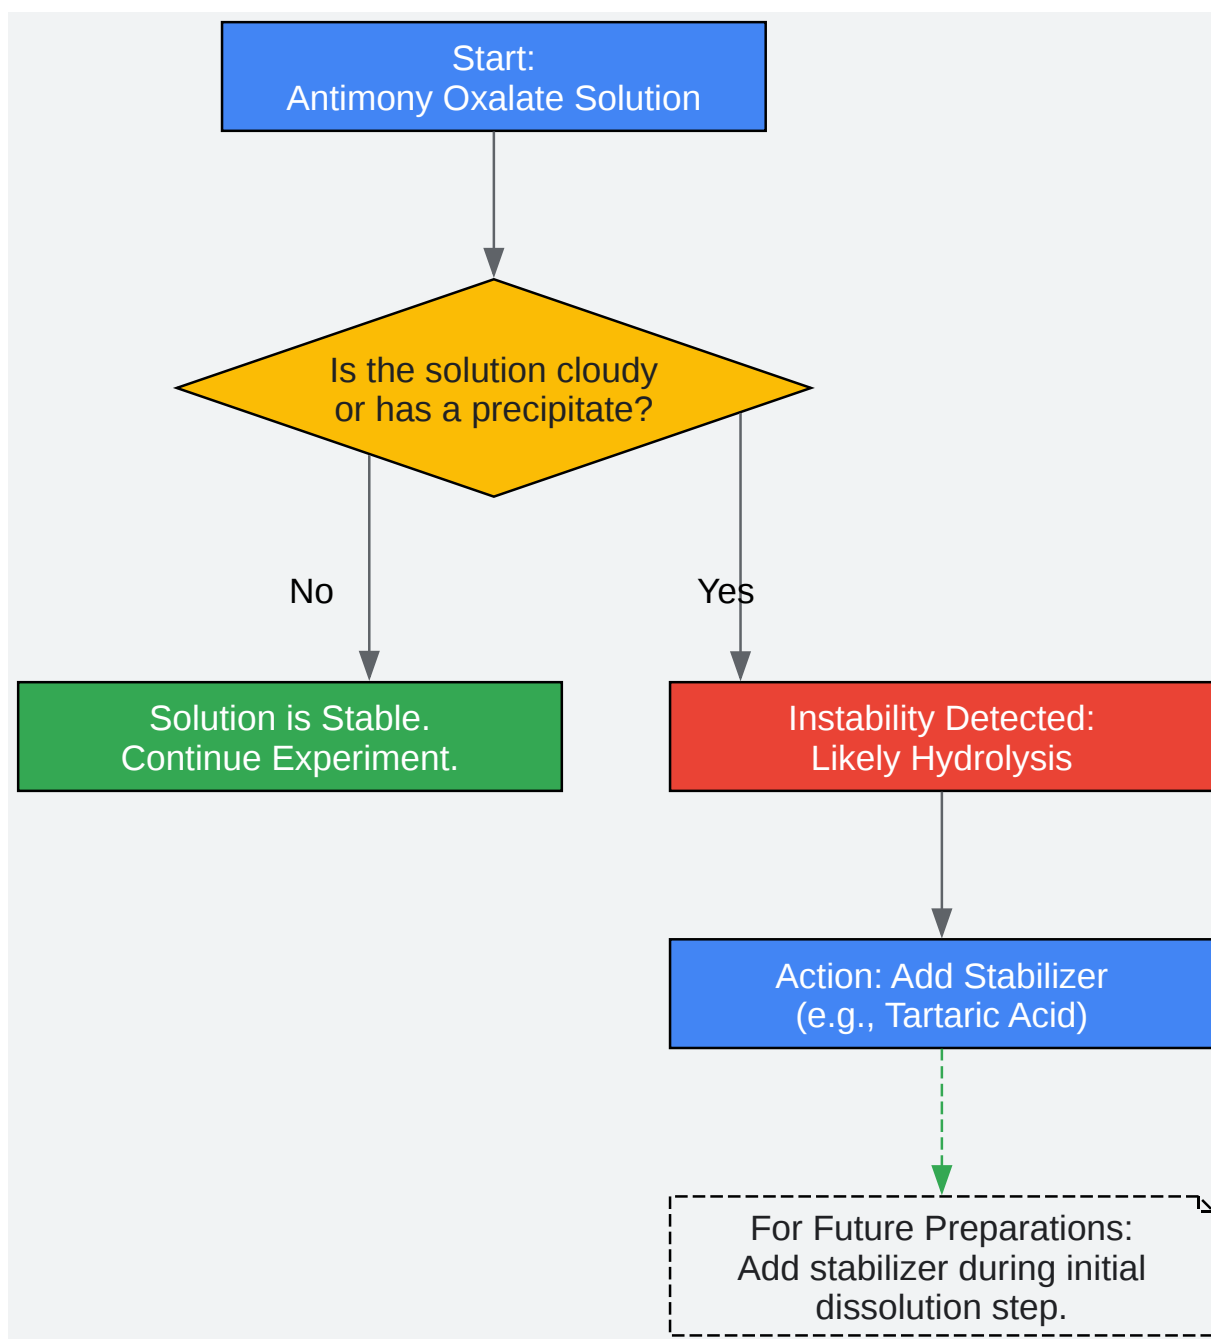 Start:
Antimony Oxalate Solution
Is the solution cloudy
or has a precipitate?
No
Yes
Solution is Stable.
Continue Experiment.
Instability Detected:
Likely Hydrolysis
Action: Add Stabilizer
(e.g., Tartaric Acid)
For Future Preparations:
Add stabilizer during initial
dissolution step.